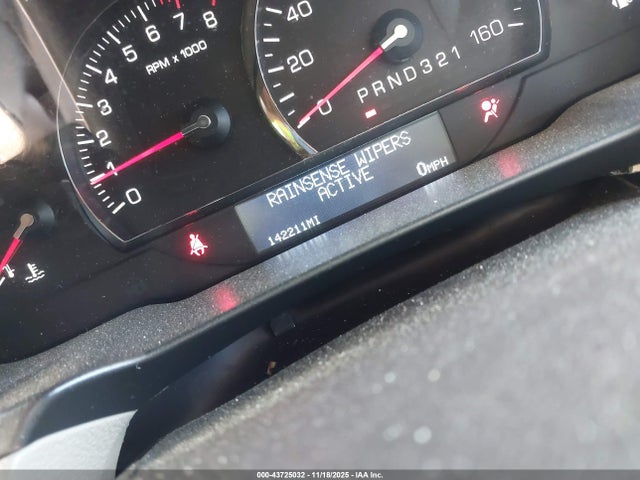 8
7
6
5
4
3
2
1
0
RPM x 1000
40
20
0
160
PRND321
RAINSENSE WIPERS
ACTIVE
0MPH
142211MI
000-43725032 | 11/18/2025 | IAA Inc.